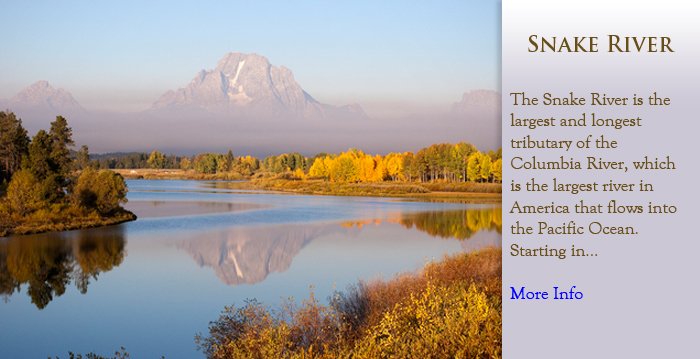 Snake River
The Snake River is the
largest and longest
tributary of the
Columbia River, which
is the largest river in
America that flows into
the Pacific Ocean.
Starting in...
More Info